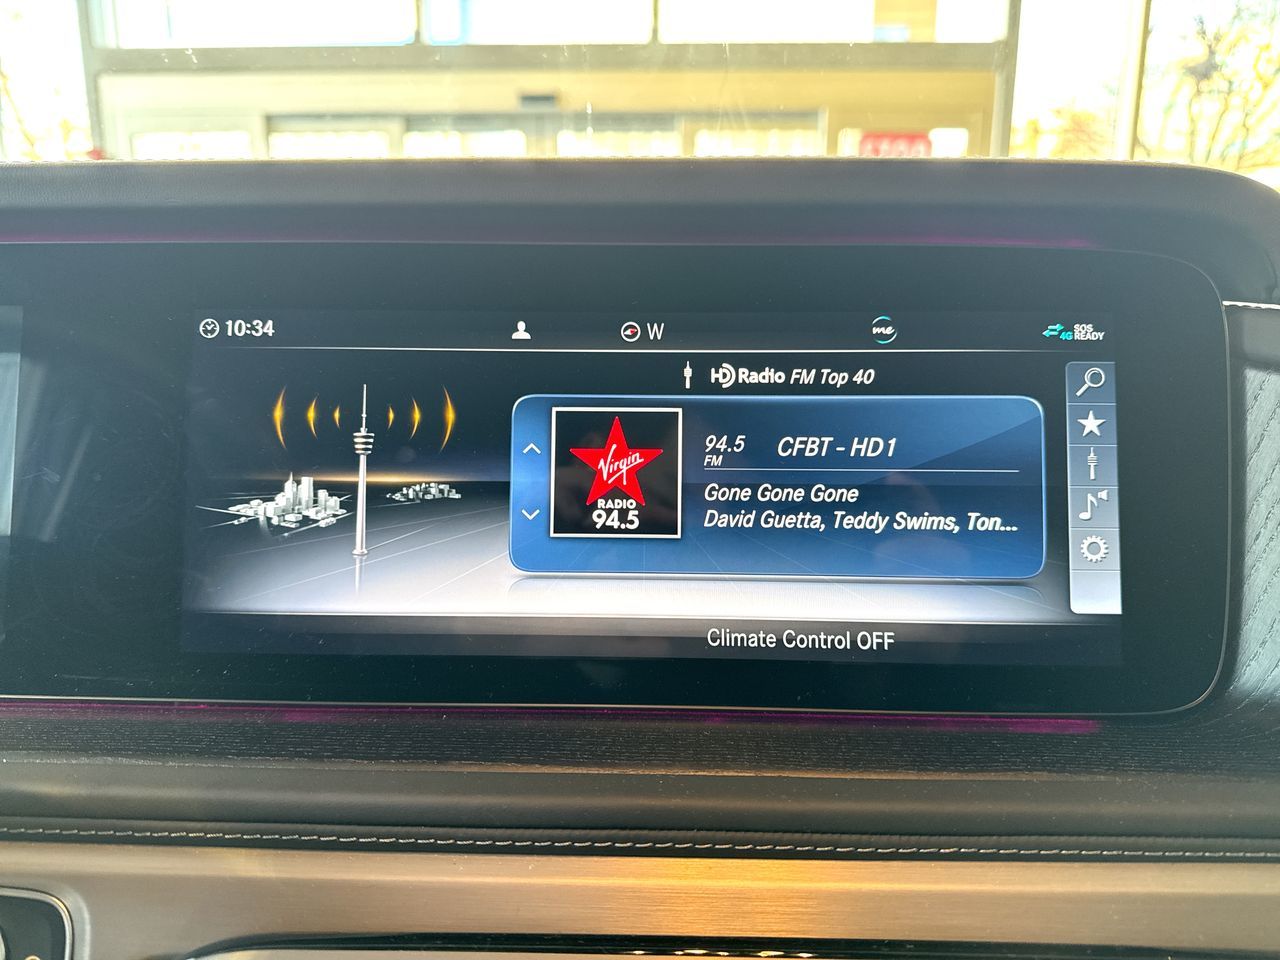 10:34
W
me
4G
SOS
READY
HD Radio FM Top 40
Virgin
RADIO
94.5
94.5 CFBT - HD1
FM
Gone Gone Gone
David Guetta, Teddy Swims, Ton...
Climate Control OFF